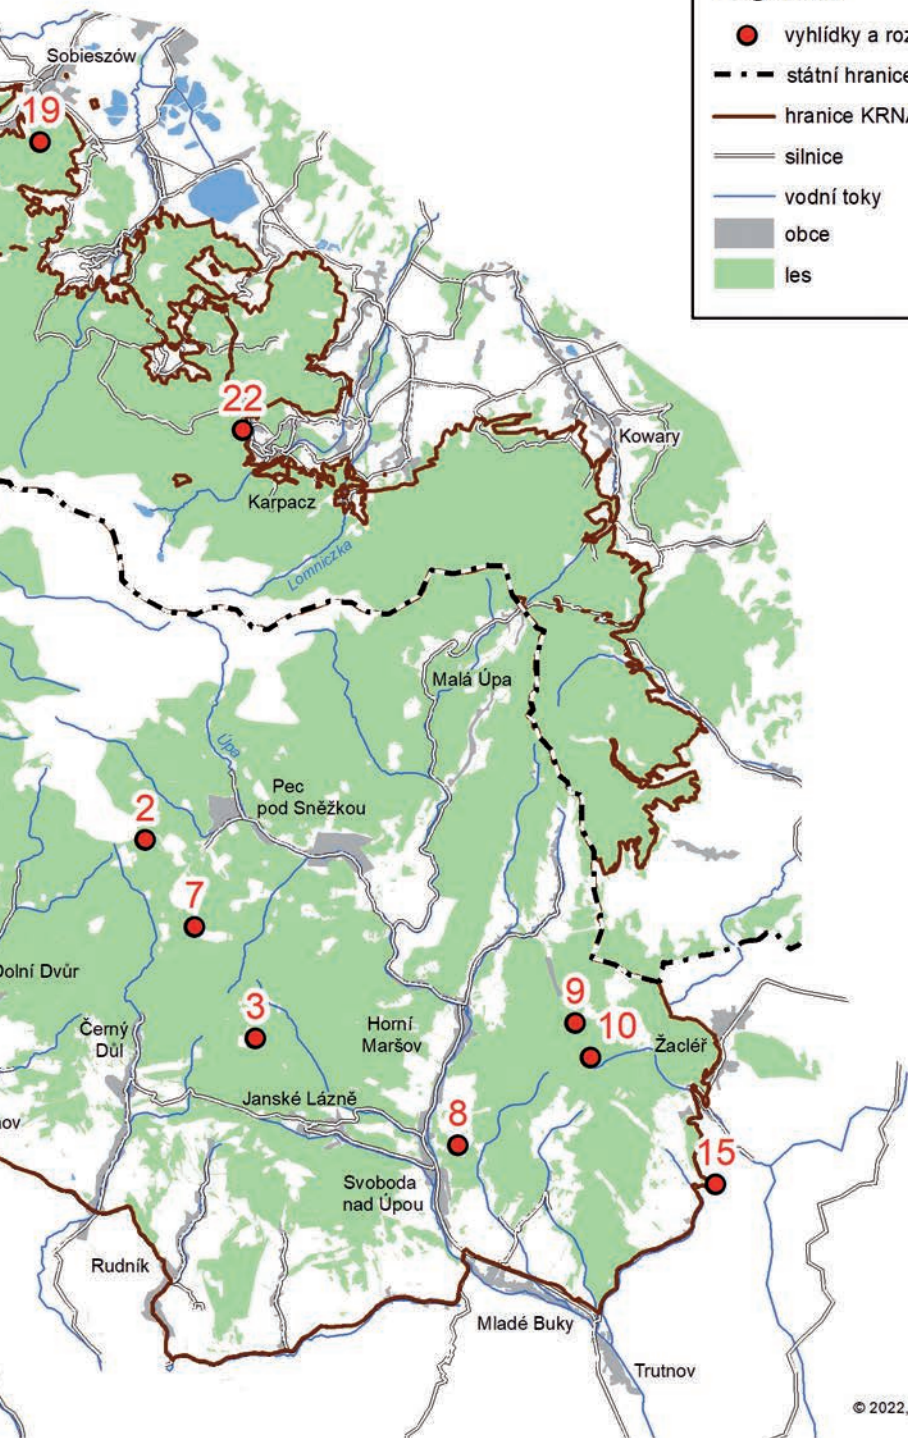 vyhlídky a roz
státní hranice
hranice KRNA
silnice
vodní toky
obce
les
Sobieszów
19
22
Kowary
Karpacz
Lomniczka
Malá Úpa
Úpa
Pec
pod Sněžkou
2
7
Dolní Dvůr
3
9
10
Horní
Maršov
Černý
Důl
Žacléř
Janské Lázně
8
15
Svoboda
nad Úpou
Rudník
Mladé Buky
Trutnov
© 2022,